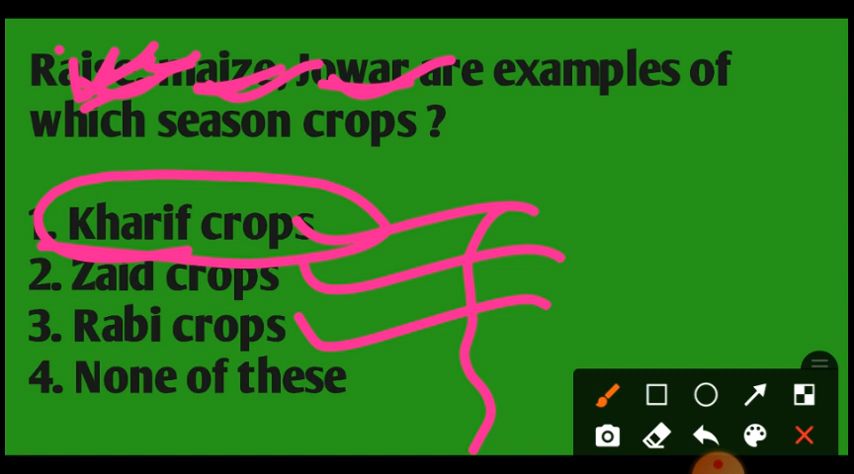 Raise, maize, Jowar are examples of
which season crops ?
1. Kharif crops
2. Zaid crops
3. Rabi crops
4. None of these